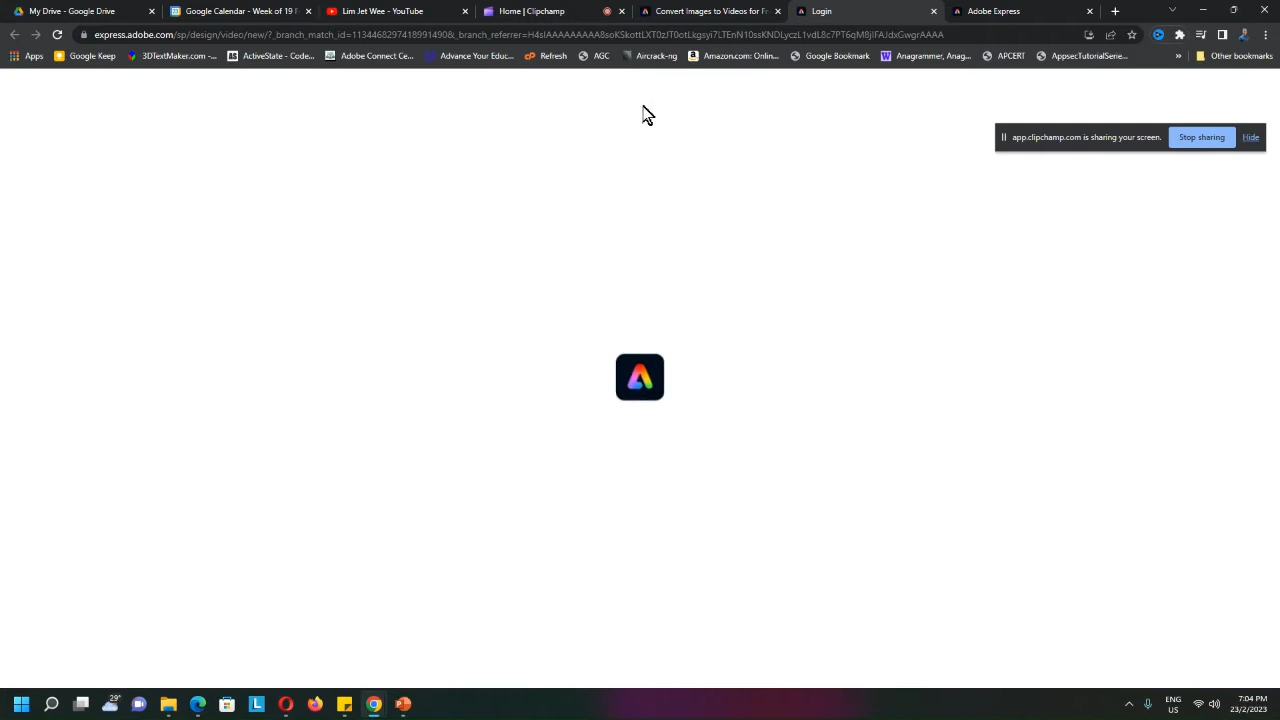 My Drive - Google Drive
Google Calendar - Week of 19 F
Lim Jet Wee - YouTube
Home | Clipchamp
Convert Images to Videos for Fr
Login
Adobe Express
express.adobe.com/sp/design/video/new/?_branch_match_id=
Apps
Google Keep
3DTextMaker.com -...
ActiveState - Code...
Adobe Connect Ce...
Advance Your Educ...
Refresh
AGC
Aircrack-ng
Amazon.com: Onlin...
Google Bookmark
Anagrammer, Anag...
APCERT
AppsecTutorialSerie...
»
Other bookmarks
app.clipchamp.com is sharing your screen.
Stop sharing
Hide
29°
ENG
US
7:04 PM
23/2/2023